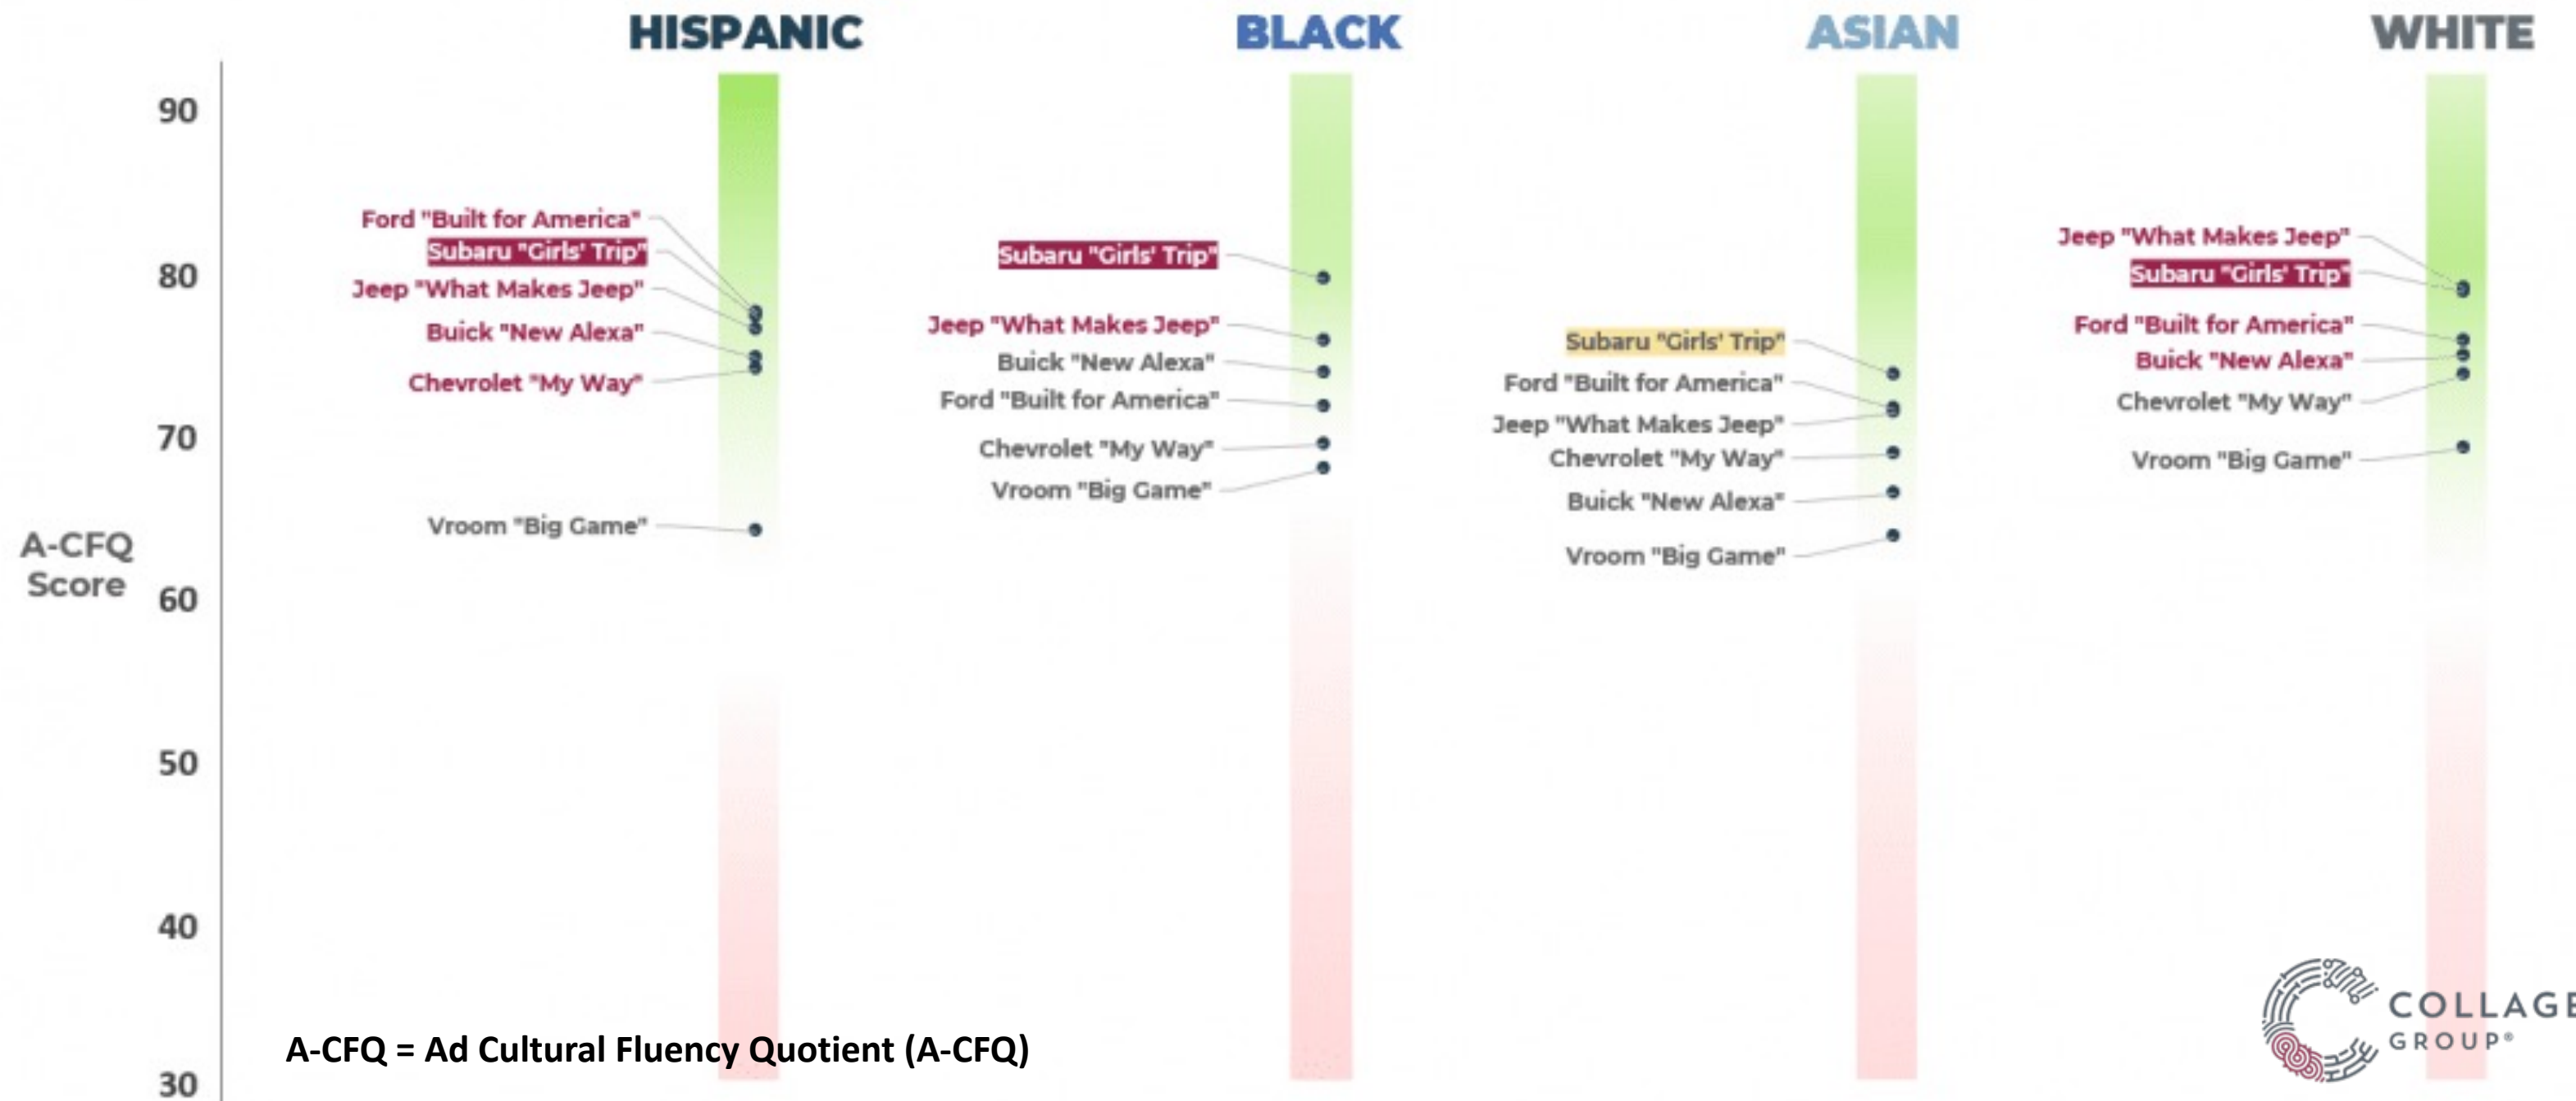 HISPANIC
BLACK
ASIAN
WHITE
A-CFQ
Score
90
80
70
60
50
40
30
Ford "Built for America"
Subaru "Girls' Trip"
Jeep "What Makes Jeep"
Buick "New Alexa"
Chevrolet "My Way"
Vroom "Big Game"
Subaru "Girls' Trip"
Jeep "What Makes Jeep"
Buick "New Alexa"
Ford "Built for America"
Chevrolet "My Way"
Vroom "Big Game"
Subaru "Girls' Trip"
Ford "Built for America"
Jeep "What Makes Jeep"
Chevrolet "My Way"
Buick "New Alexa"
Vroom "Big Game"
Jeep "What Makes Jeep"
Subaru "Girls' Trip"
Ford "Built for America"
Buick "New Alexa"
Chevrolet "My Way"
Vroom "Big Game"
A-CFQ = Ad Cultural Fluency Quotient (A-CFQ)
COLLAGE
GROUP®